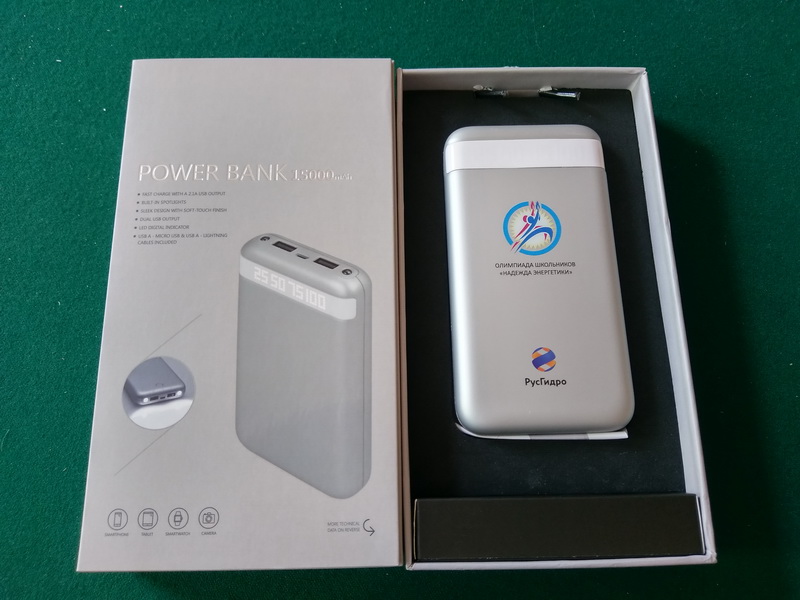 POWER BANK 15000mAh
FAST CHARGE WITH A 2.1A USB OUTPUT
BUILT IN SPOTLIGHTS
SLEEK DESIGN WITH SOFT-TOUCH FINISH
DUAL USB OUTPUT
LED DIGITAL INDICATOR
USB A - MICRO USB & USB A - LIGHTNING
CABLES INCLUDED
25 50 75 100
SMARTPHONE
TABLET
SMARTWATCH
CAMERA
MORE TECHNICAL
DATA ON REVERSE
ОЛИМПИАДА ШКОЛЬНИКОВ
«НАДЕЖДА ЭНЕРГЕТИКИ»
РусГидро